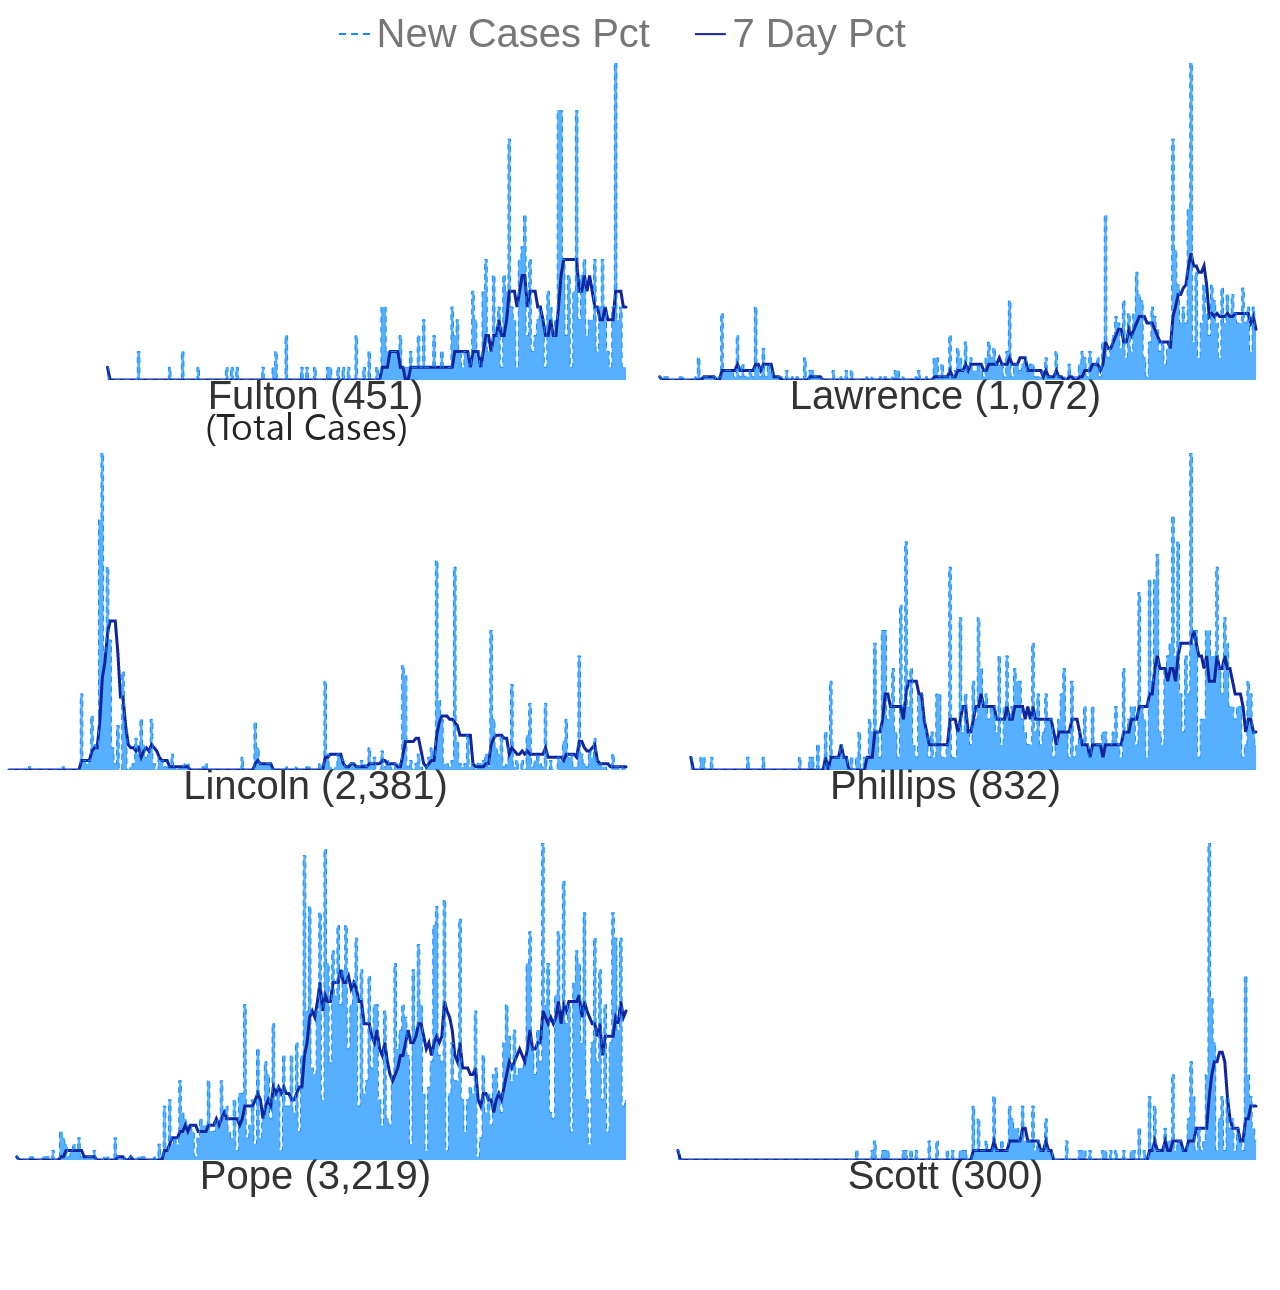 New Cases Pct 7 Day Pct
Fulton (451)
(Total Cases)
Lawrence (1,072)
Lincoln (2,381)
Phillips (832)
Pope (3,219)
Scott (300)